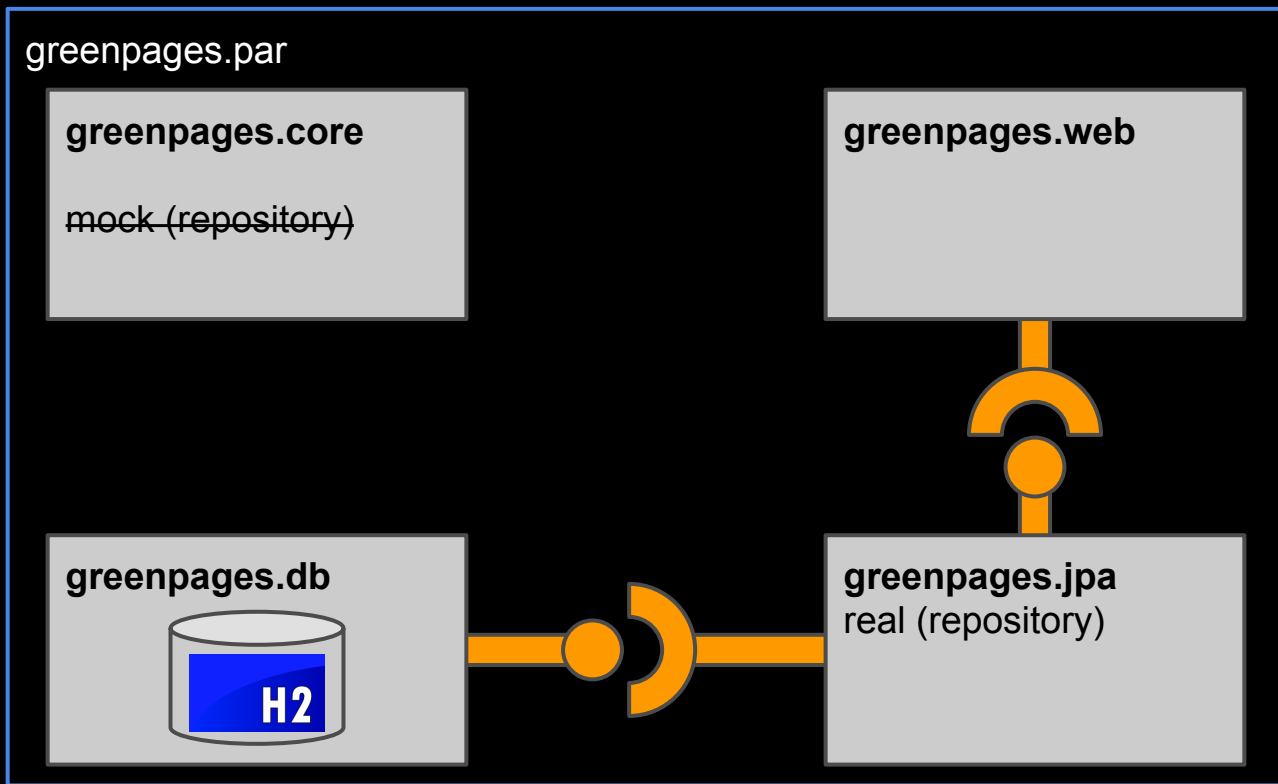 greenpages.par
greenpages.core
mock (repository)
greenpages.web
greenpages.db
H2
greenpages.jpa
real (repository)